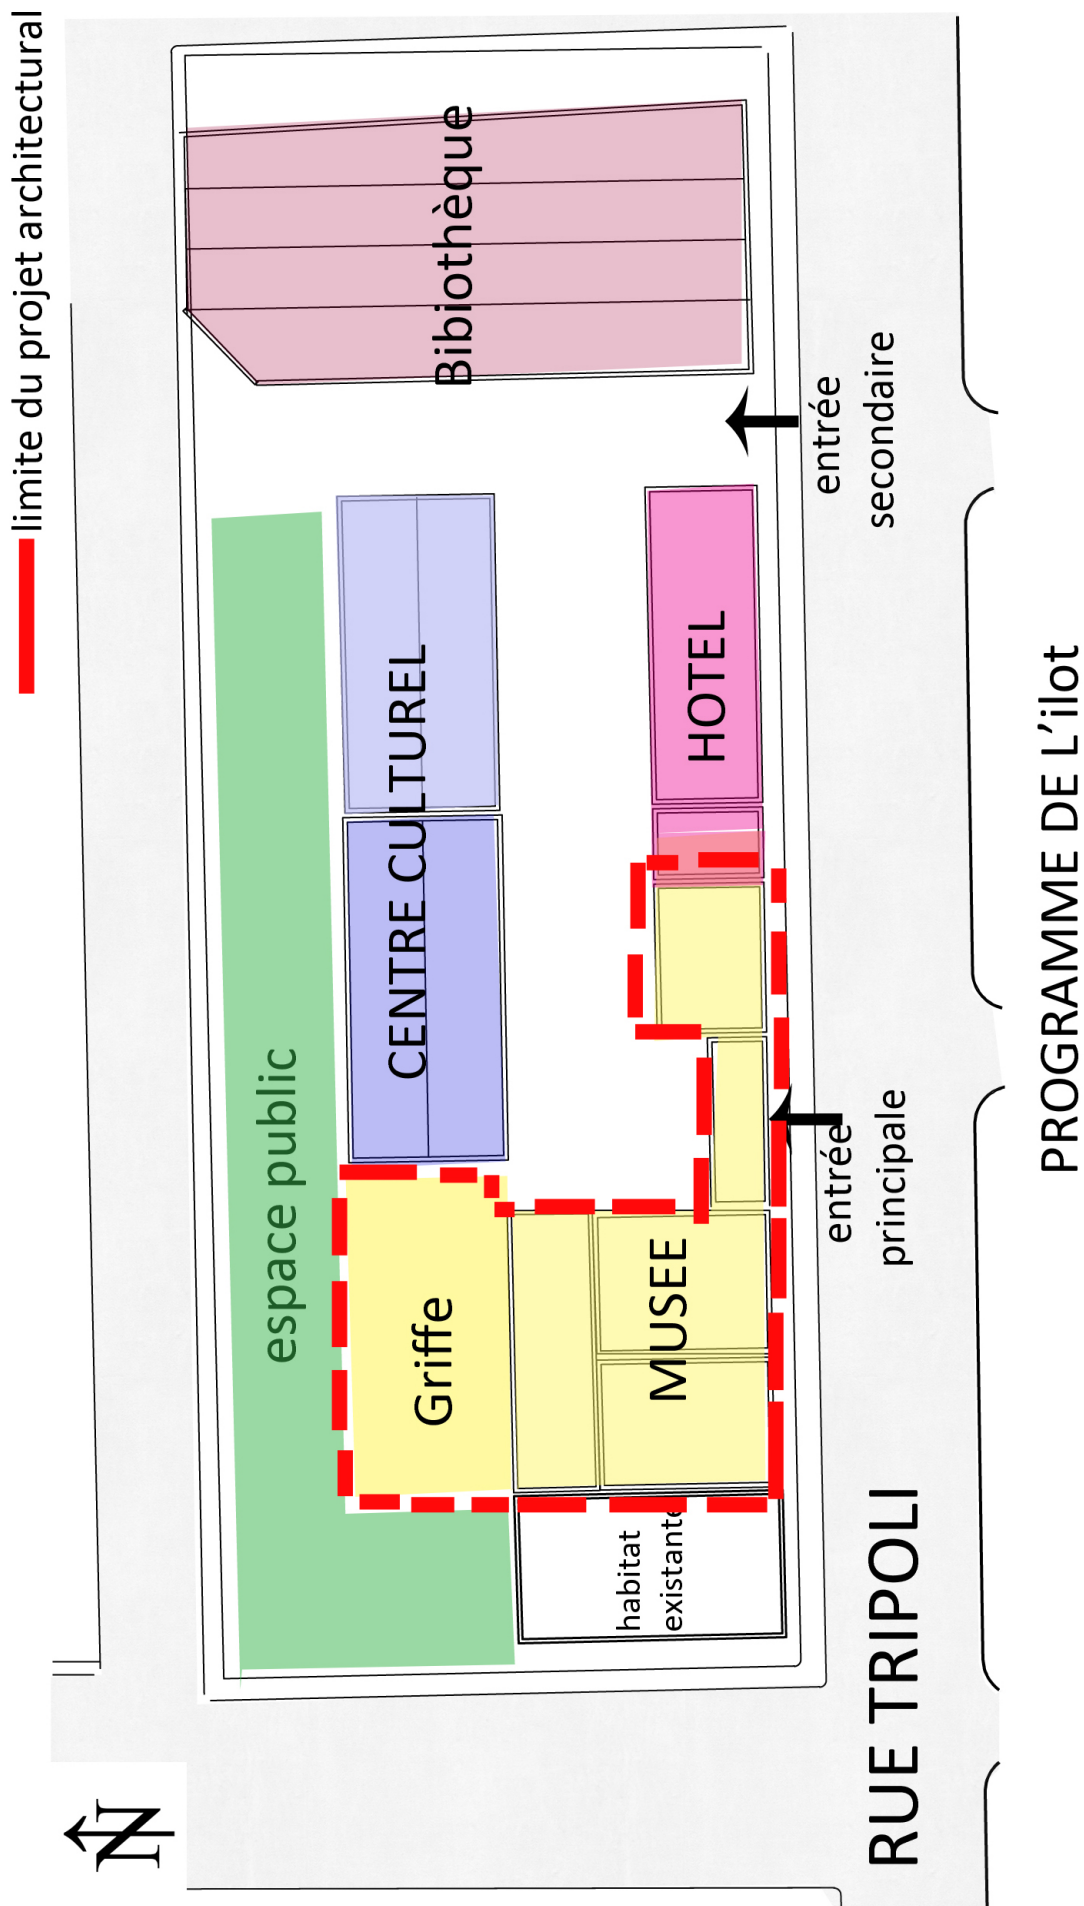 limite du projet architectural
Bibiothèque
entrée
secondaire
CENTRE CULTUREL
HOTEL
espace public
Griffe
MUSEE
entrée
principale
habitat
existante
RUE TRIPOLI
PROGRAMME DE L'ilot
N